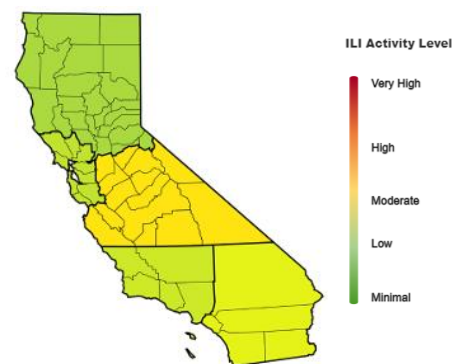 ILI Activity Level
Very High
High
Moderate
Low
Minimal